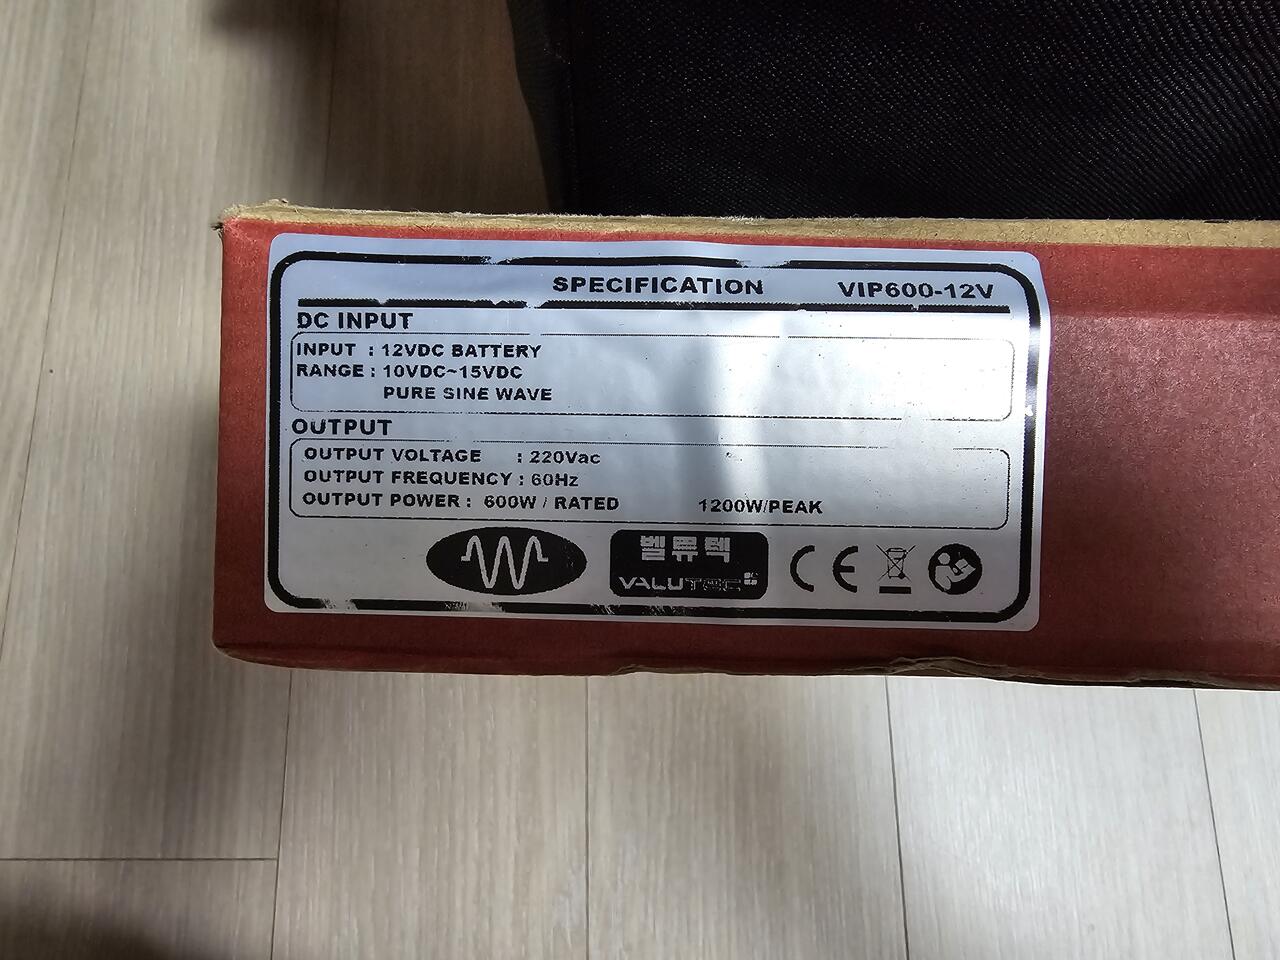 SPECIFICATION VIP600-12V
DC INPUT
INPUT : 12VDC BATTERY
RANGE : 10VDC~15VDC
PURE SINE WAVE
OUTPUT
OUTPUT VOLTAGE : 220Vac
OUTPUT FREQUENCY : 60Hz
OUTPUT POWER : 600W / RATED 1200W/PEAK
벨류텍
VALUTEC
CE